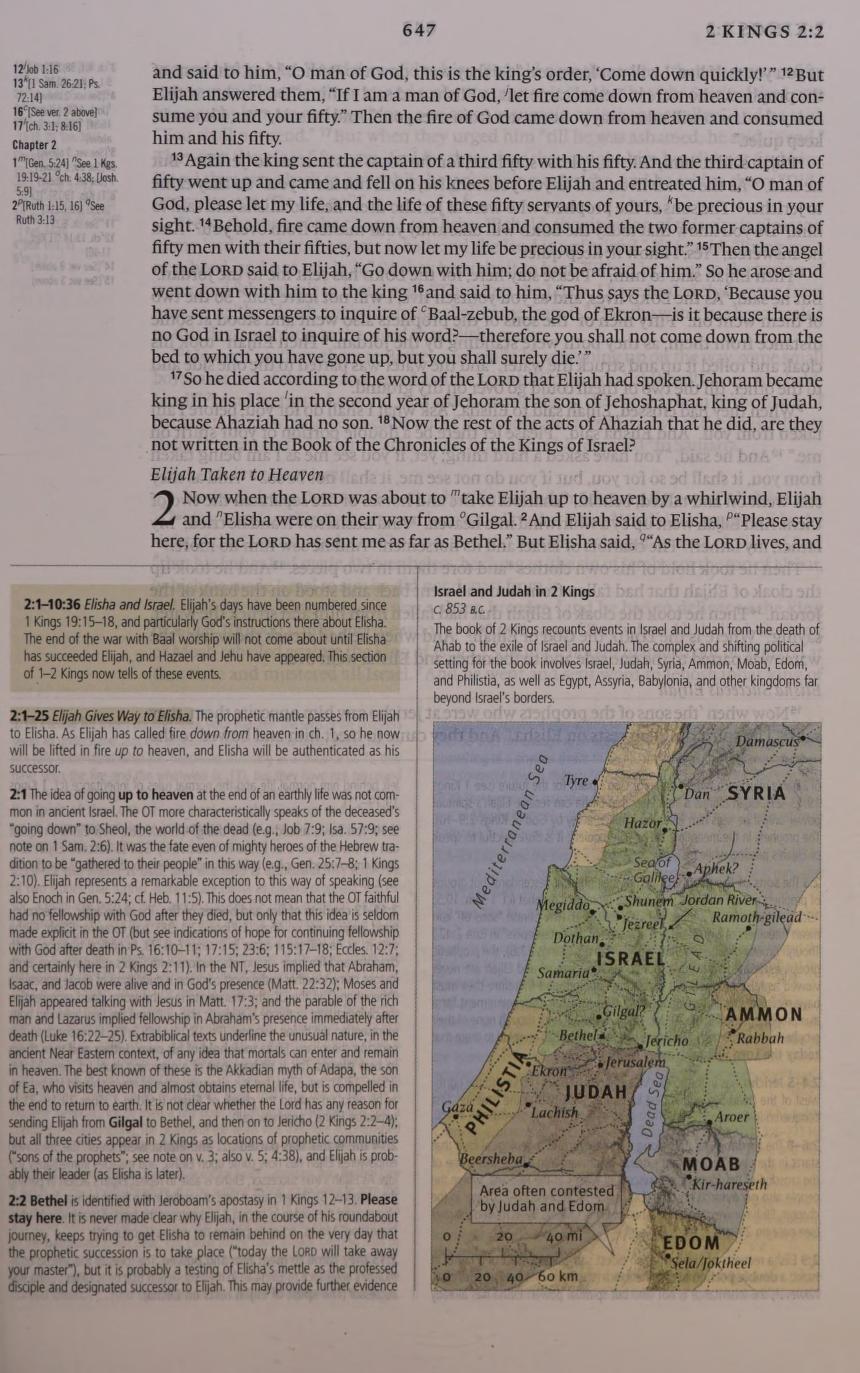 647
2 KINGS 2:2
12ʲJob 1:16
13ᵏ[1 Sam. 26:21; Ps.
72:14]
16ᶜ[See ver. 2 above]
17ˡ[ch. 3:1; 8:16]
Chapter 2
1ᵐ[Gen. 5:24] ⁿSee 1 Kgs.
19:19-21 ᵒch. 4:38; [Josh.
5:9]
2ᵖ[Ruth 1:15, 16] ᑫSee
Ruth 3:13
and said to him, “O man of God, this is the king’s order, ‘Come down quickly!’” ¹²But
Elijah answered them, “If I am a man of God, ʲlet fire come down from heaven and con-
sume you and your fifty.” Then the fire of God came down from heaven and consumed
him and his fifty.
¹³Again the king sent the captain of a third fifty with his fifty. And the third captain of
fifty went up and came and fell on his knees before Elijah and entreated him, “O man of
God, please let my life, and the life of these fifty servants of yours, ᵏbe precious in your
sight. ¹⁴Behold, fire came down from heaven and consumed the two former captains of
fifty men with their fifties, but now let my life be precious in your sight.” ¹⁵Then the angel
of the LORD said to Elijah, “Go down with him; do not be afraid of him.” So he arose and
went down with him to the king ¹⁶and said to him, “Thus says the LORD, ‘Because you
have sent messengers to inquire of ᶜBaal-zebub, the god of Ekron—is it because there is
no God in Israel to inquire of his word?—therefore you shall not come down from the
bed to which you have gone up, but you shall surely die.’”
¹⁷So he died according to the word of the LORD that Elijah had spoken. Jehoram became
king in his place ˡin the second year of Jehoram the son of Jehoshaphat, king of Judah,
because Ahaziah had no son. ¹⁸Now the rest of the acts of Ahaziah that he did, are they
not written in the Book of the Chronicles of the Kings of Israel?
Elijah Taken to Heaven
2 Now when the LORD was about to ᵐtake Elijah up to heaven by a whirlwind, Elijah
and ⁿElisha were on their way from ᵒGilgal. ²And Elijah said to Elisha, ᵖ“Please stay
here, for the LORD has sent me as far as Bethel.” But Elisha said, ᑫ“As the LORD lives, and
2:1–10:36 Elisha and Israel. Elijah’s days have been numbered since
1 Kings 19:15–18, and particularly God’s instructions there about Elisha.
The end of the war with Baal worship will not come about until Elisha
has succeeded Elijah, and Hazael and Jehu have appeared. This section
of 1–2 Kings now tells of these events.
2:1–25 Elijah Gives Way to Elisha. The prophetic mantle passes from Elijah
to Elisha. As Elijah has called fire down from heaven in ch. 1, so he now
will be lifted in fire up to heaven, and Elisha will be authenticated as his
successor.
2:1 The idea of going up to heaven at the end of an earthly life was not com-
mon in ancient Israel. The OT more characteristically speaks of the deceased’s
“going down” to Sheol, the world of the dead (e.g., Job 7:9; Isa. 57:9; see
note on 1 Sam. 2:6). It was the fate even of mighty heroes of the Hebrew tra-
dition to be “gathered to their people” in this way (e.g., Gen. 25:7–8; 1 Kings
2:10). Elijah represents a remarkable exception to this way of speaking (see
also Enoch in Gen. 5:24; cf. Heb. 11:5). This does not mean that the OT faithful
had no fellowship with God after they died, but only that this idea is seldom
made explicit in the OT (but see indications of hope for continuing fellowship
with God after death in Ps. 16:10–11; 17:15; 23:6; 115:17–18; Eccles. 12:7;
and certainly here in 2 Kings 2:11). In the NT, Jesus implied that Abraham,
Isaac, and Jacob were alive and in God’s presence (Matt. 22:32); Moses and
Elijah appeared talking with Jesus in Matt. 17:3; and the parable of the rich
man and Lazarus implied fellowship in Abraham’s presence immediately after
death (Luke 16:22–25). Extrabiblical texts underline the unusual nature, in the
ancient Near Eastern context, of any idea that mortals can enter and remain
in heaven. The best known of these is the Akkadian myth of Adapa, the son
of Ea, who visits heaven and almost obtains eternal life, but is compelled in
the end to return to earth. It is not clear whether the Lord has any reason for
sending Elijah from Gilgal to Bethel, and then on to Jericho (2 Kings 2:2–4);
but all three cities appear in 2 Kings as locations of prophetic communities
(“sons of the prophets”; see note on v. 3; also v. 5; 4:38), and Elijah is prob-
ably their leader (as Elisha is later).
2:2 Bethel is identified with Jeroboam’s apostasy in 1 Kings 12–13. Please
stay here. It is never made clear why Elijah, in the course of his roundabout
journey, keeps trying to get Elisha to remain behind on the very day that
the prophetic succession is to take place (“today the LORD will take away
your master”), but it is probably a testing of Elisha’s mettle as the professed
disciple and designated successor to Elijah. This may provide further evidence
Israel and Judah in 2 Kings
c. 853 B.C.
The book of 2 Kings recounts events in Israel and Judah from the death of
Ahab to the exile of Israel and Judah. The complex and shifting political
setting for the book involves Israel, Judah, Syria, Ammon, Moab, Edom,
and Philistia, as well as Egypt, Assyria, Babylonia, and other kingdoms far
beyond Israel’s borders.
Damascus
Mediterranean Sea
Tyre
Dan
SYRIA
Hazor
Sea of
Galilee
Aphek?
Megiddo
Shunem
Jordan River
Jezreel
Ramoth-gilead
Dothan
ISRAEL
GILEAD
Samaria
Gilgal?
AMMON
Bethel
Jericho
Rabbah
Ekron
Jerusalem
PHILISTIA
JUDAH
Gaza
Lachish
Dead Sea
Aroer
Beersheba
MOAB
Kir-hareseth
Area often contested
by Judah and Edom
0 20 40 mi
EDOM
Sela/Joktheel
0 20 40 60 km